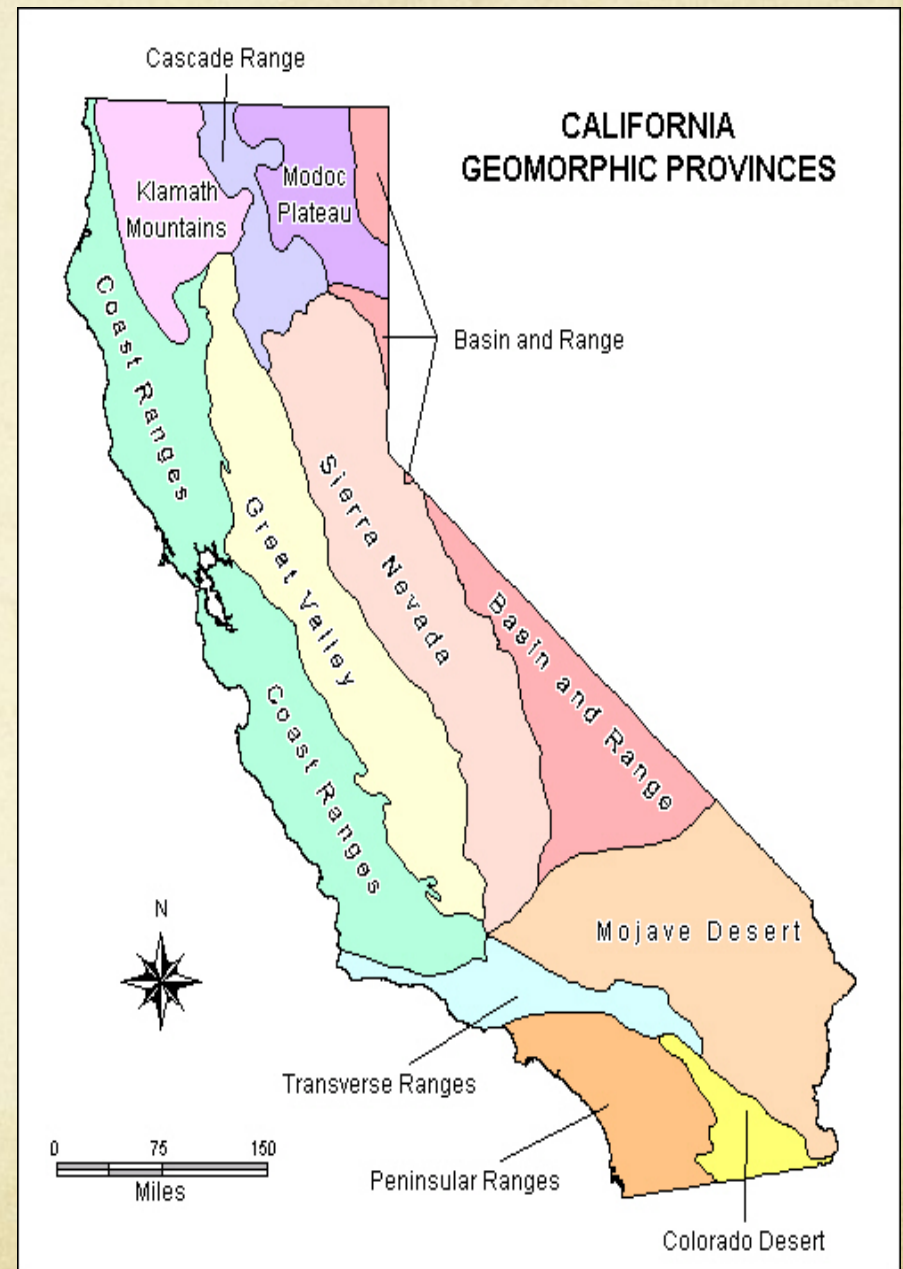 CALIFORNIA
GEOMORPHIC PROVINCES
Cascade Range
Klamath
Mountains
Modoc
Plateau
Basin and Range
Coast Ranges
Great Valley
Sierra Nevada
Basin and Range
Coast Ranges
Mojave Desert
N
Transverse Ranges
Peninsular Ranges
Colorado Desert
0 75 150
Miles